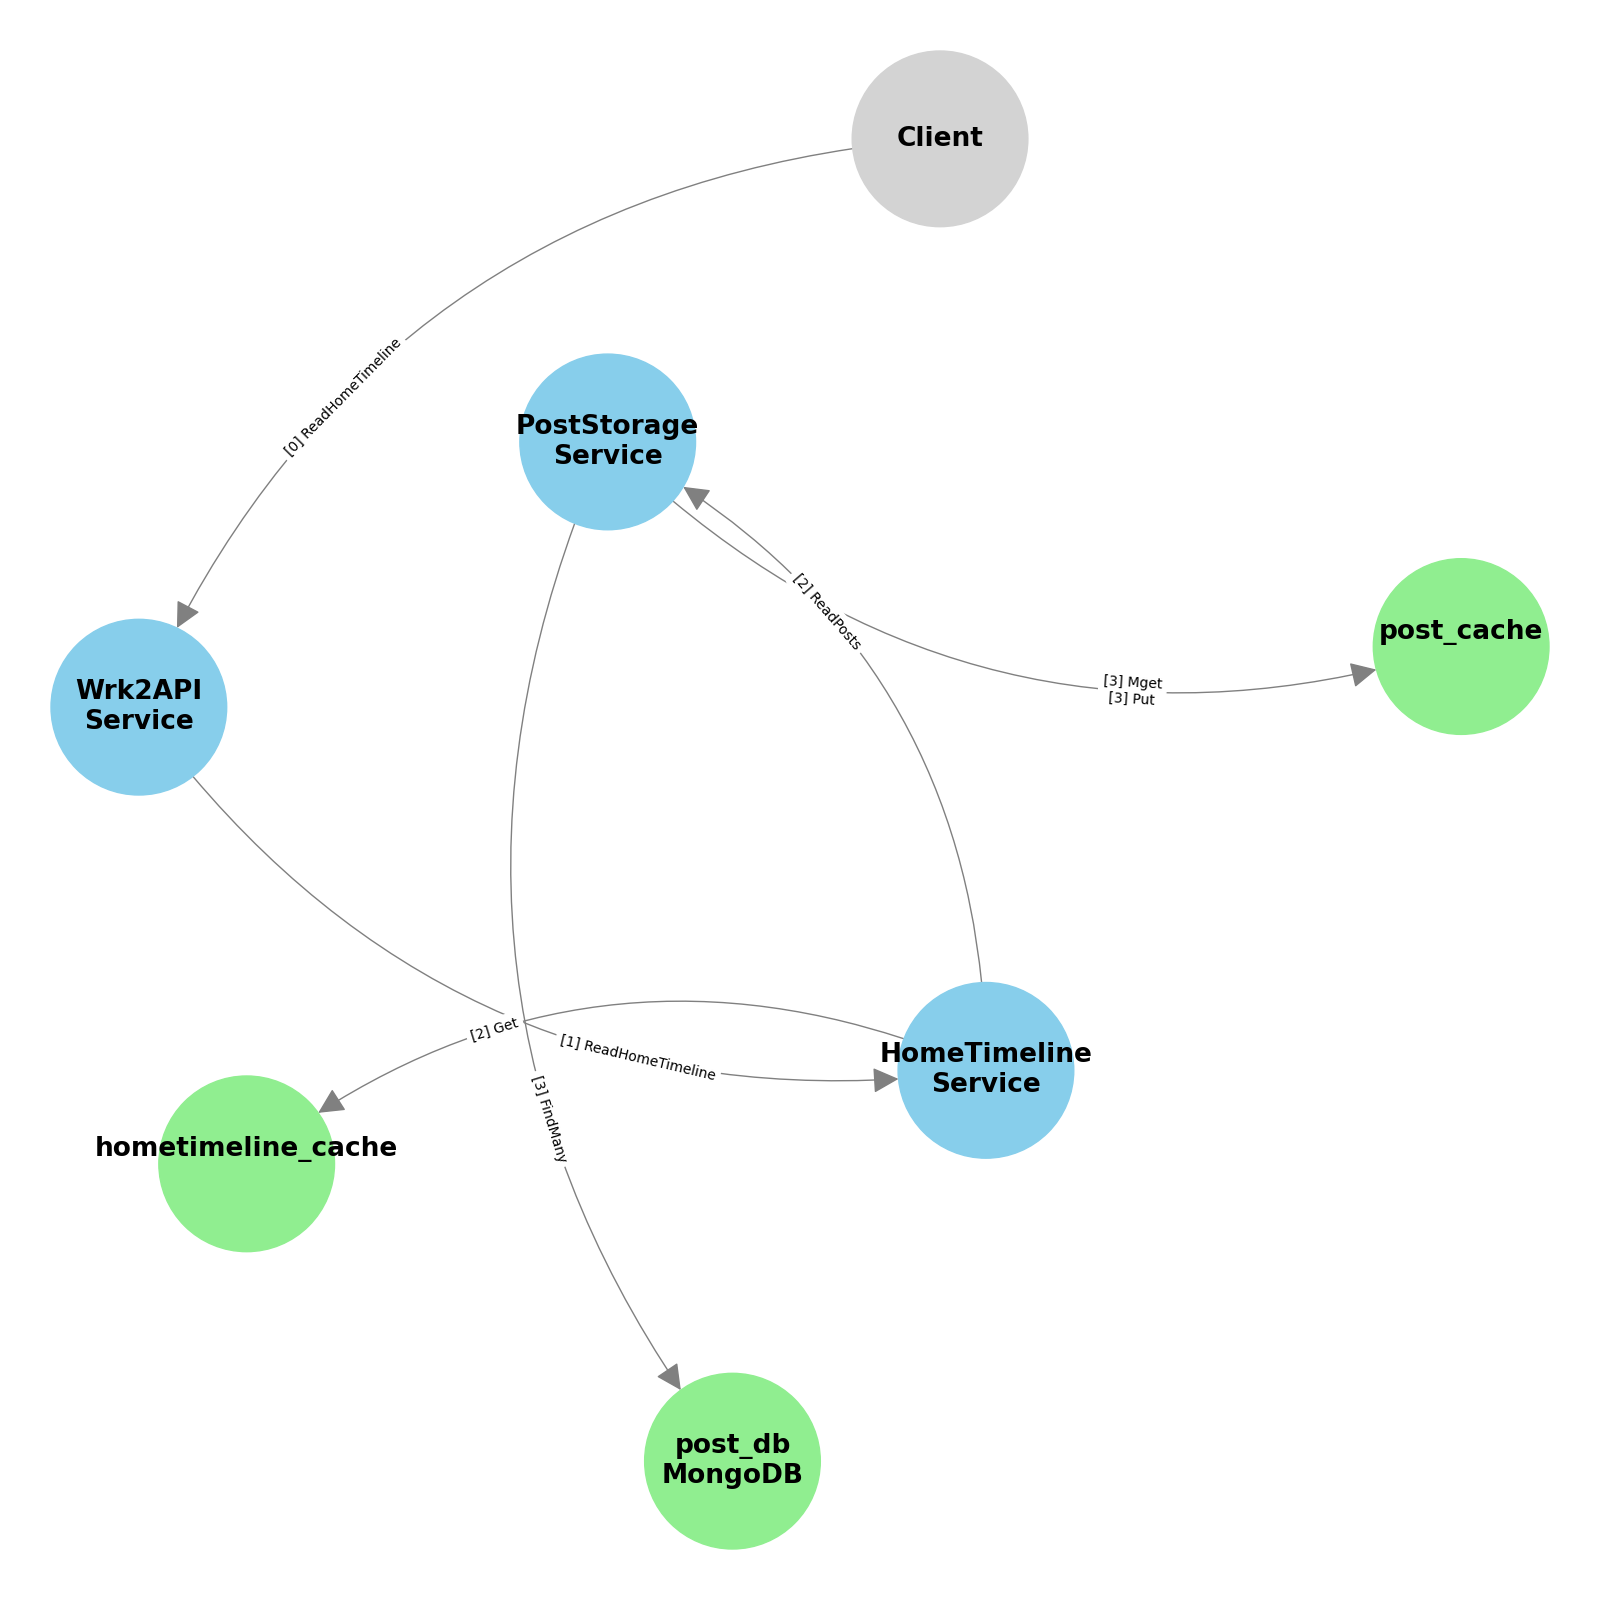 Client
[0] ReadHomeTimeline
PostStorage
Service
[2] ReadPosts
post_cache
[3] Mget
[3] Put
Wrk2API
Service
[2] Get
[1] ReadHomeTimeline
HomeTimeline
Service
[3] FindMany
hometimeline_cache
post_db
MongoDB